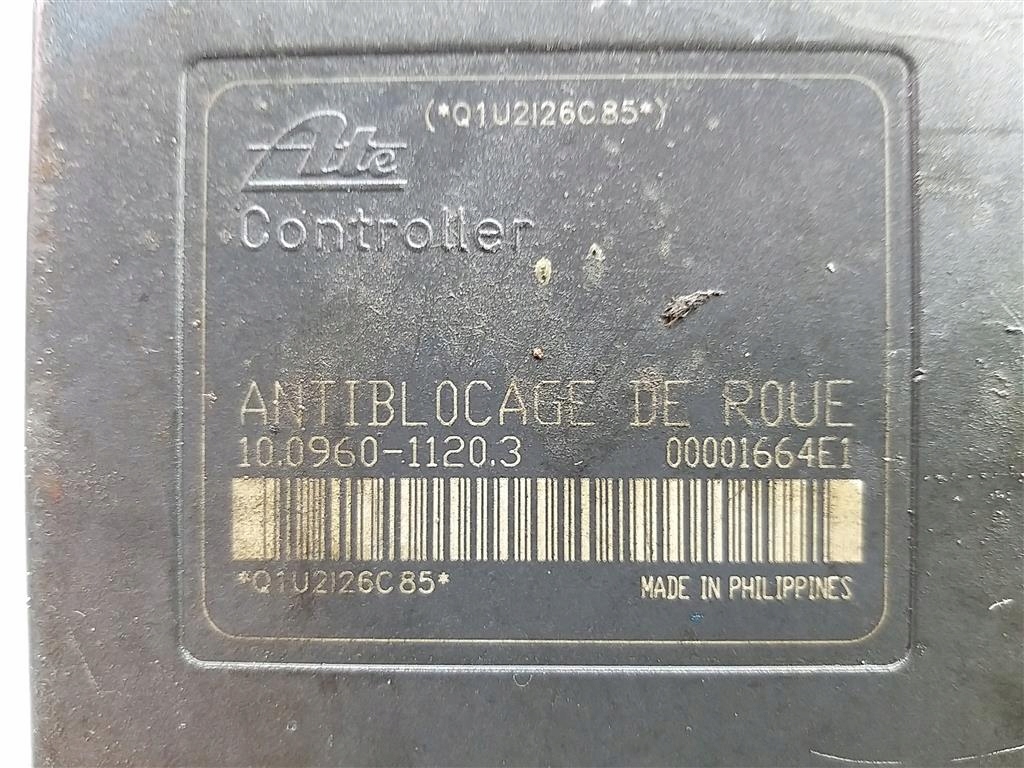 (*Q1U2I26C85*)
Ate
Controller
ANTIBLOCAGE DE ROUE
10.0960-1120.3 00001664E1
*Q1U2I26C85* MADE IN PHILIPPINES